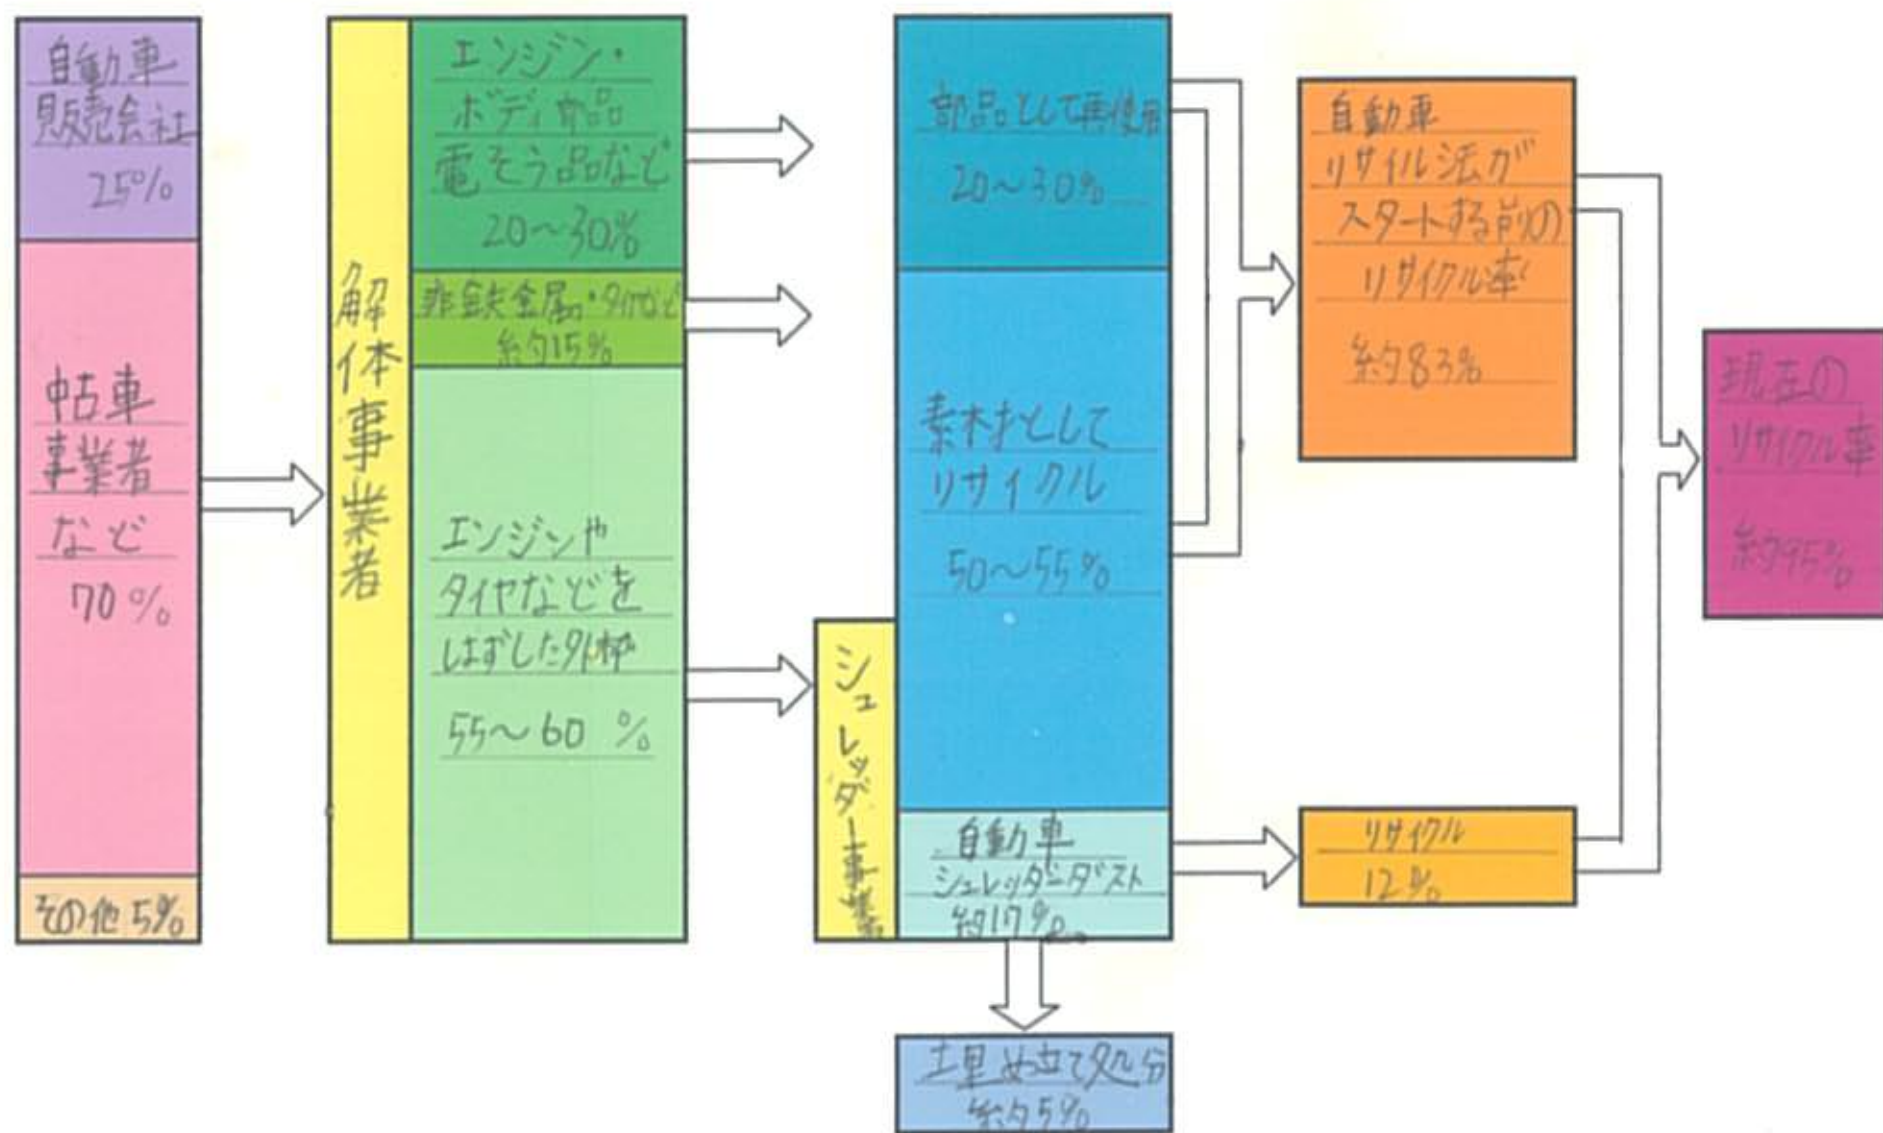 自動車
販売会社
25%
中古車
事業者
など
70%
その他5%
解体事業者
エンジン・
ボディ部品
電そう品など
20〜30%
非鉄金属・タイヤなど
約15%
エンジンや
タイヤなどを
はずした外枠
55〜60%
シュレッダー事業者
部品として再使用
20〜30%
素材として
リサイクル
50〜55%
自動車
シュレッダーダスト
約17%
埋め立て処分
約5%
自動車
リサイル法が
スタートする前の
リサイクル率
約83%
リサイクル
12%
現在の
リサイクル率
約95%